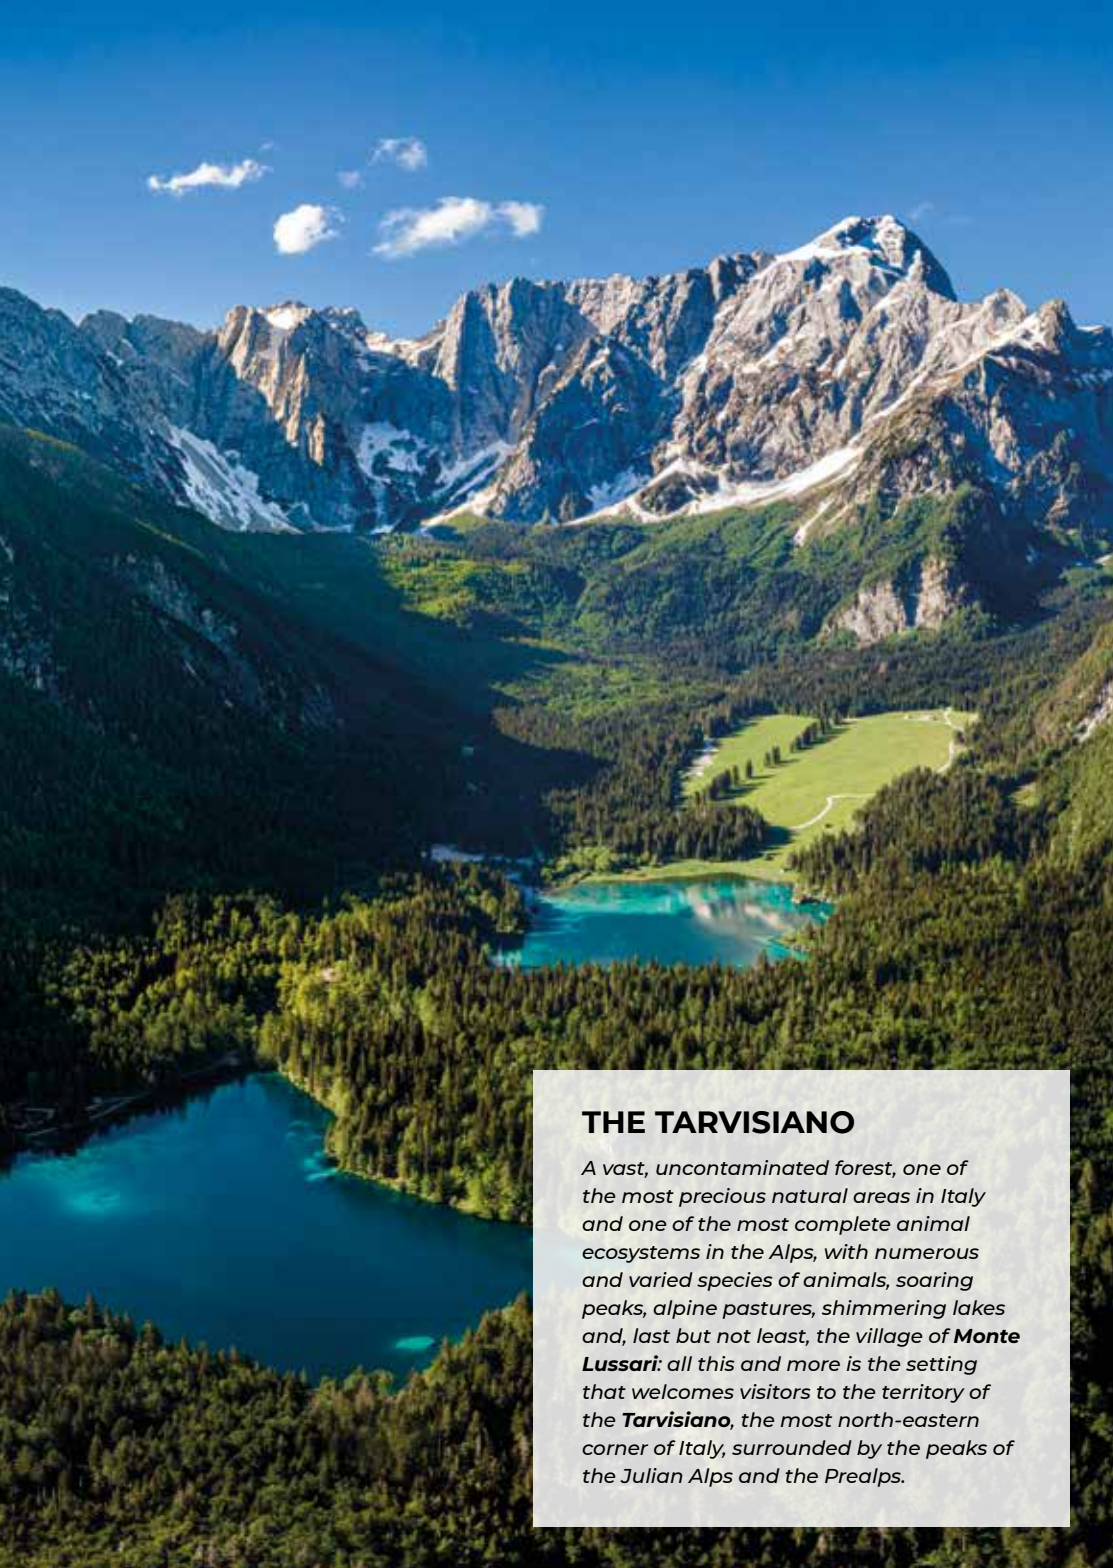 THE TARVISIANO
A vast, uncontaminated forest, one of
the most precious natural areas in Italy
and one of the most complete animal
ecosystems in the Alps, with numerous
and varied species of animals, soaring
peaks, alpine pastures, shimmering lakes
and, last but not least, the village of Monte
Lussari: all this and more is the setting
that welcomes visitors to the territory of
the Tarvisiano, the most north-eastern
corner of Italy, surrounded by the peaks of
the Julian Alps and the Prealps.